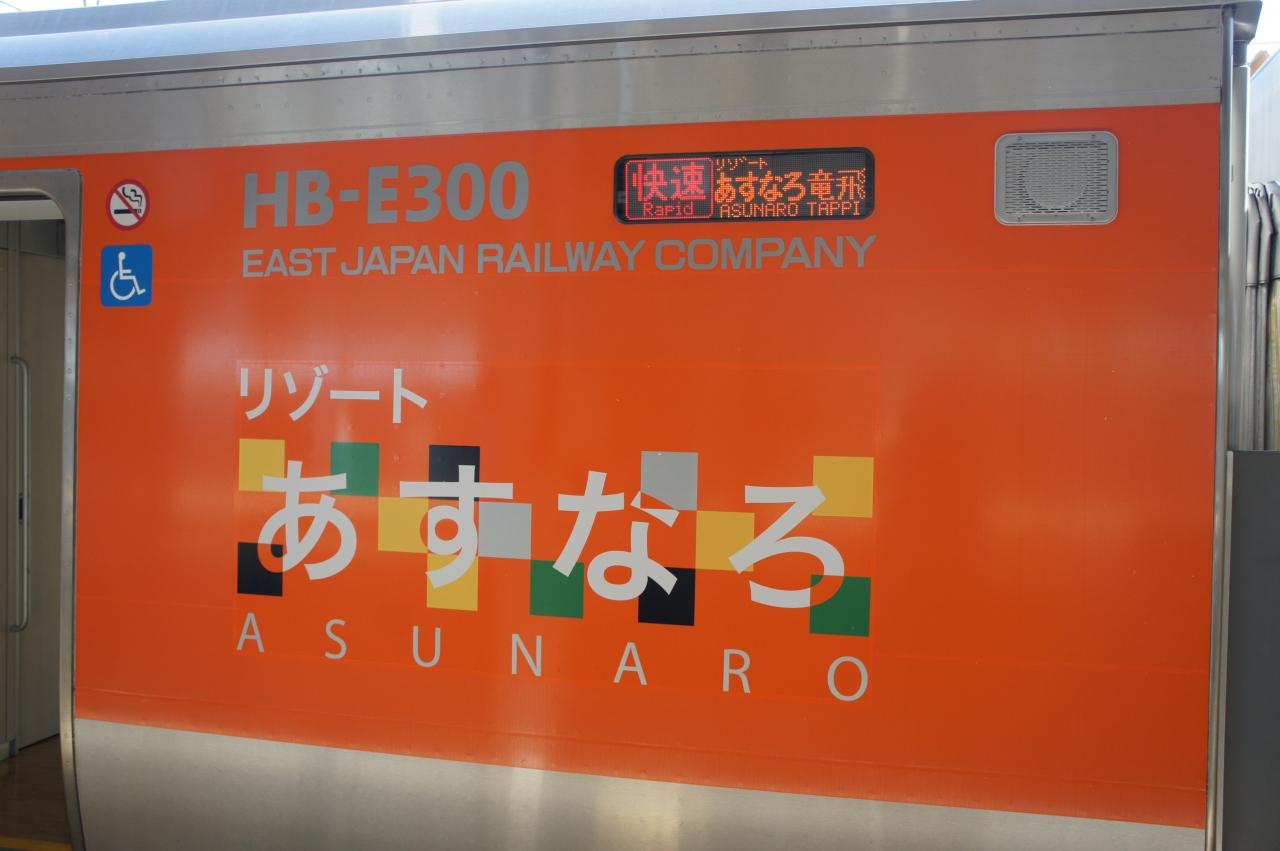 HB-E300
快速
Rapid
リゾート
あすなろ竜飛
ASUNARO TAPPI
EAST JAPAN RAILWAY COMPANY
リゾート
あすなろ
ASUNARO